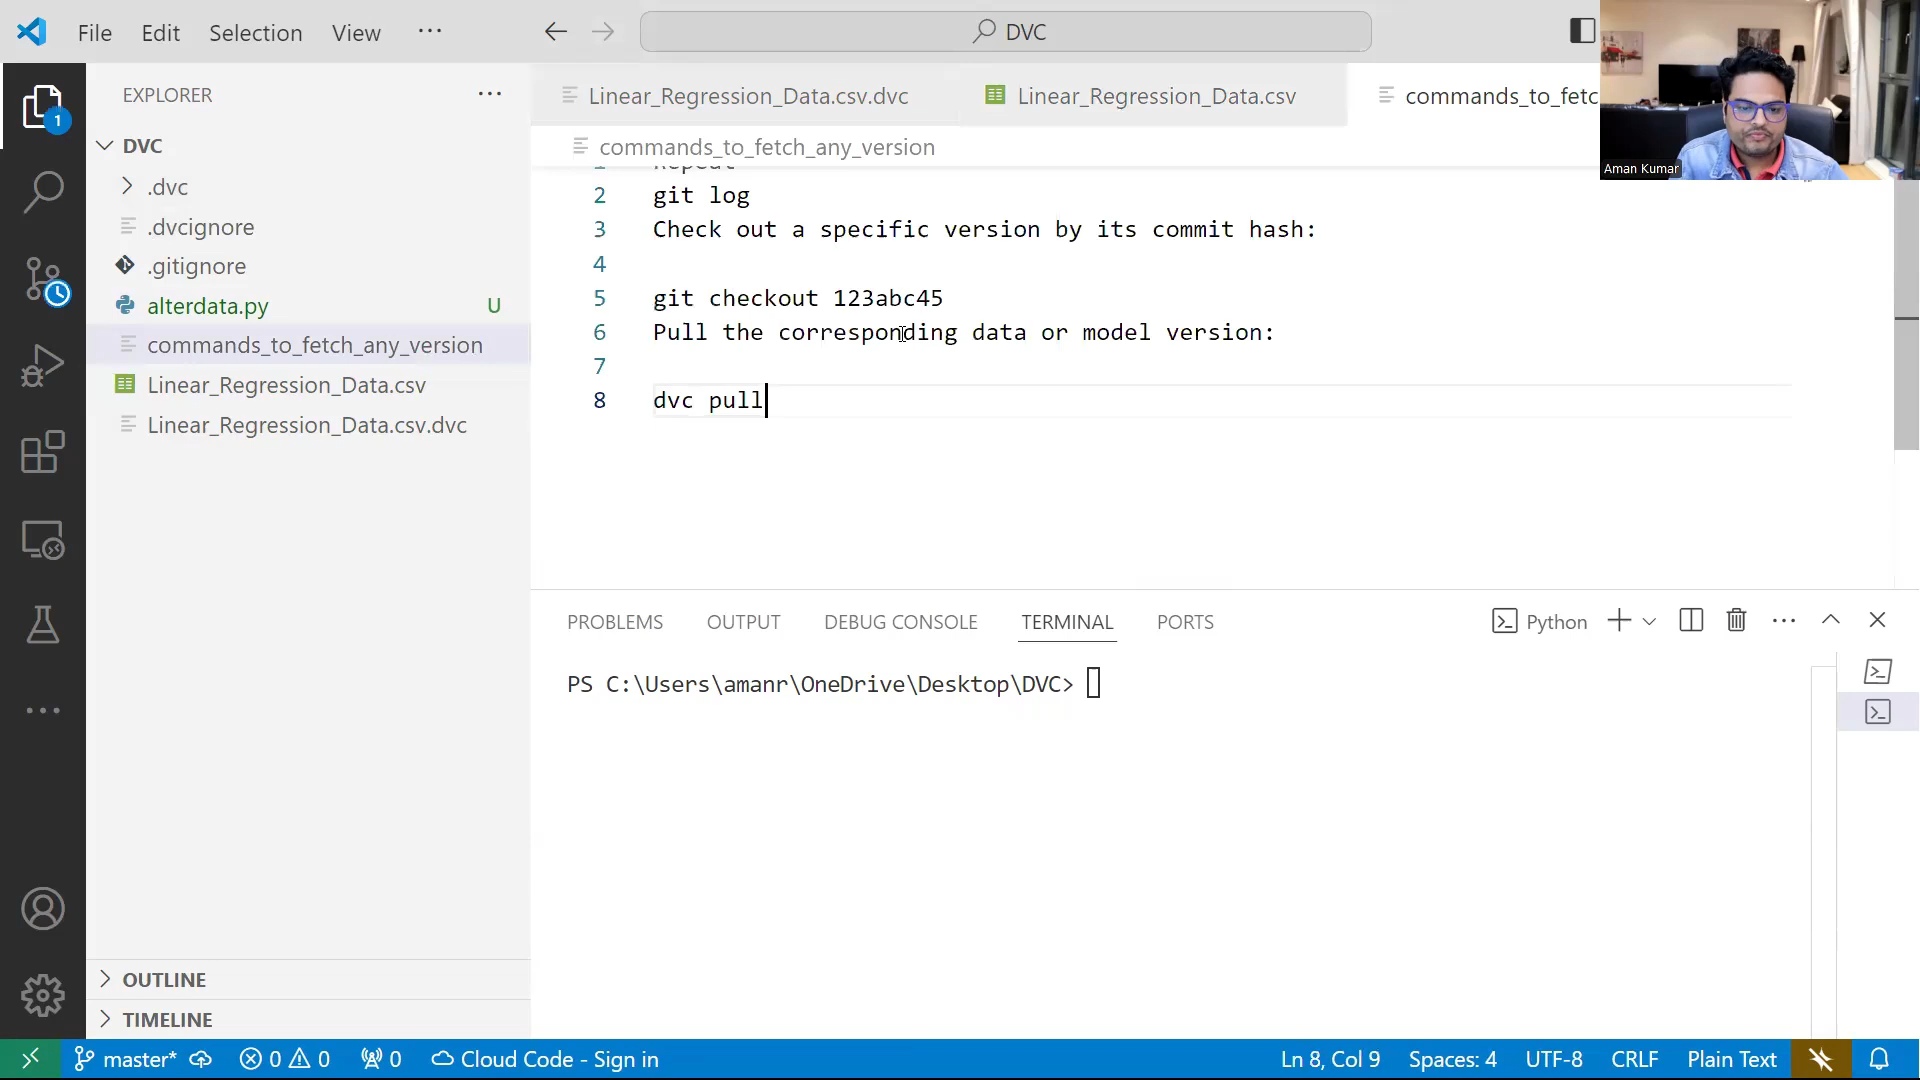 File Edit Selection View ...
DVC
EXPLORER ...
Linear_Regression_Data.csv.dvc
Linear_Regression_Data.csv
commands_to_fetc
1
DVC
commands_to_fetch_any_version
Aman Kumar
.dvc
.dvcignore
.gitignore
alterdata.py U
commands_to_fetch_any_version
Linear_Regression_Data.csv
Linear_Regression_Data.csv.dvc
2 git log
3 Check out a specific version by its commit hash:
4
5 git checkout 123abc45
6 Pull the corresponding data or model version:
7
8 dvc pull
PROBLEMS OUTPUT DEBUG CONSOLE TERMINAL PORTS
Python
PS C:\Users\amanr\OneDrive\Desktop\DVC>
OUTLINE
TIMELINE
master* 0 0 0 Cloud Code - Sign in
Ln 8, Col 9 Spaces: 4 UTF-8 CRLF Plain Text